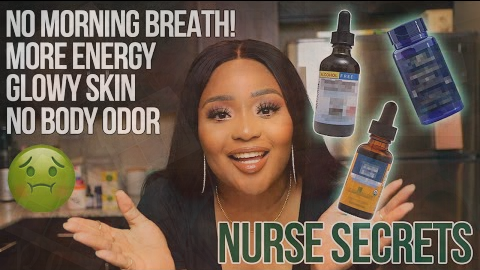 NO MORNING BREATH!
MORE ENERGY
GLOWY SKIN
NO BODY ODOR
NURSE SECRETS